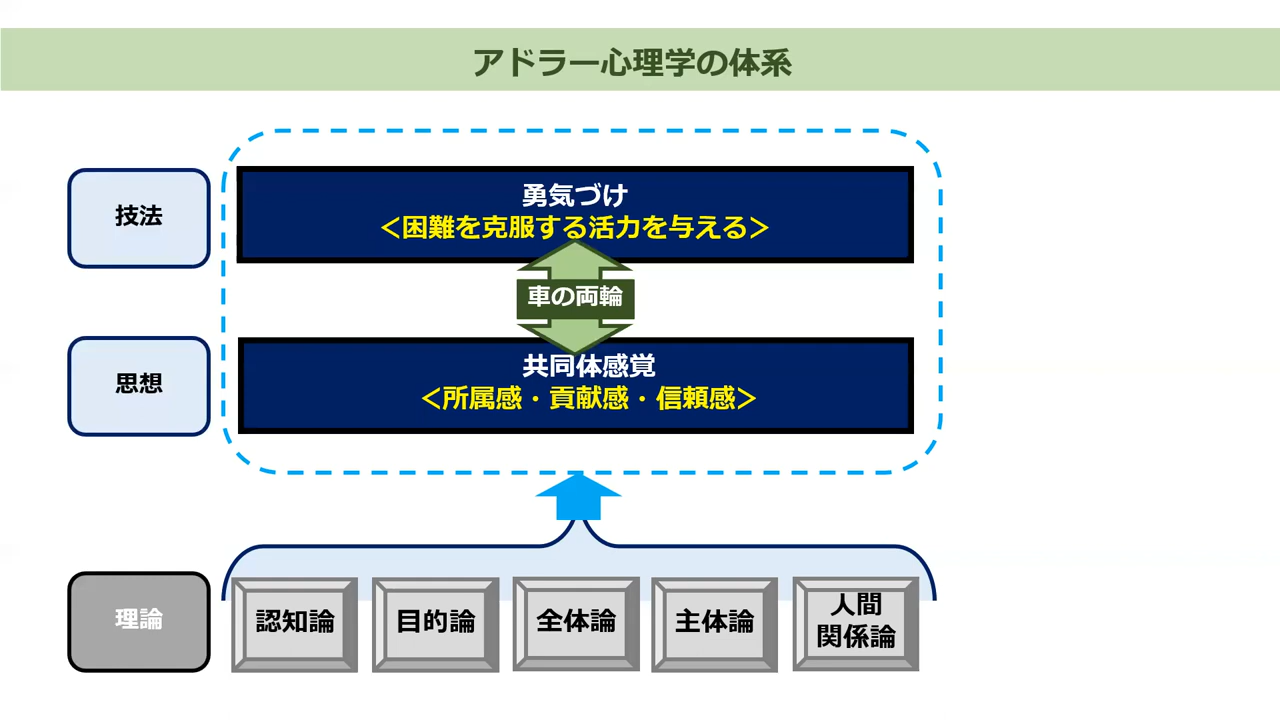 アドラー心理学の体系
技法
勇気づけ
＜困難を克服する活力を与える＞
車の両輪
思想
共同体感覚
＜所属感・貢献感・信頼感＞
理論
認知論
目的論
全体論
主体論
人間
関係論